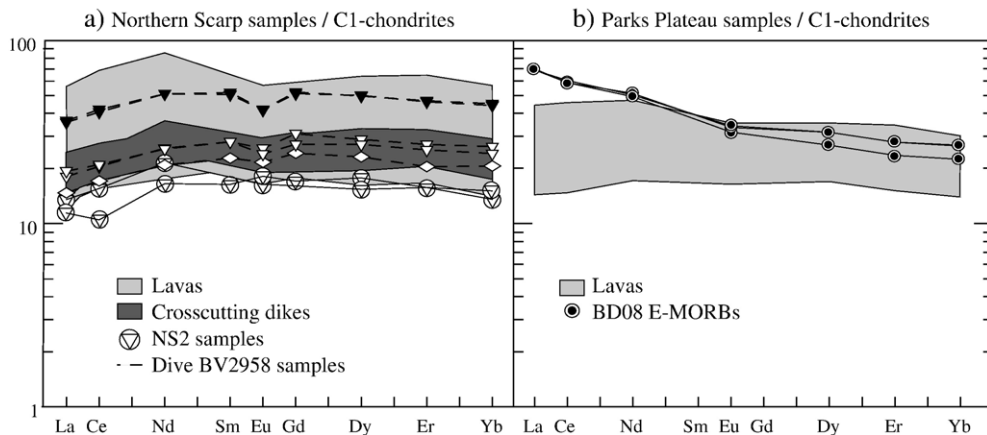 a) Northern Scarp samples / C1-chondrites
b) Parks Plateau samples / C1-chondrites
100
10
1
Lavas
Crosscutting dikes
NS2 samples
Dive BV2958 samples
Lavas
BD08 E-MORBs
La Ce Nd Sm Eu Gd Dy Er Yb
La Ce Nd Sm Eu Gd Dy Er Yb